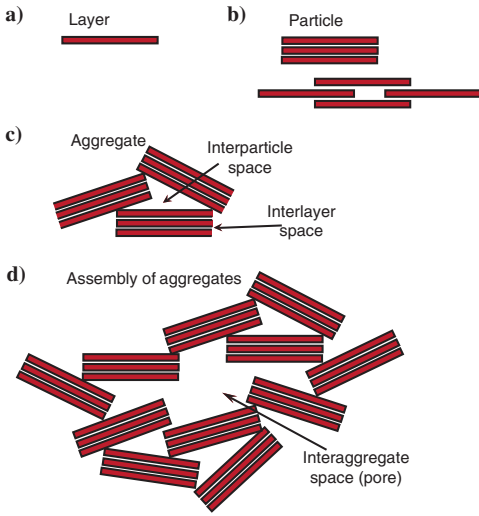 a)
Layer
b)
Particle
c)
Aggregate
Interparticle
space
Interlayer
space
d)
Assembly of aggregates
Interaggregate
space (pore)